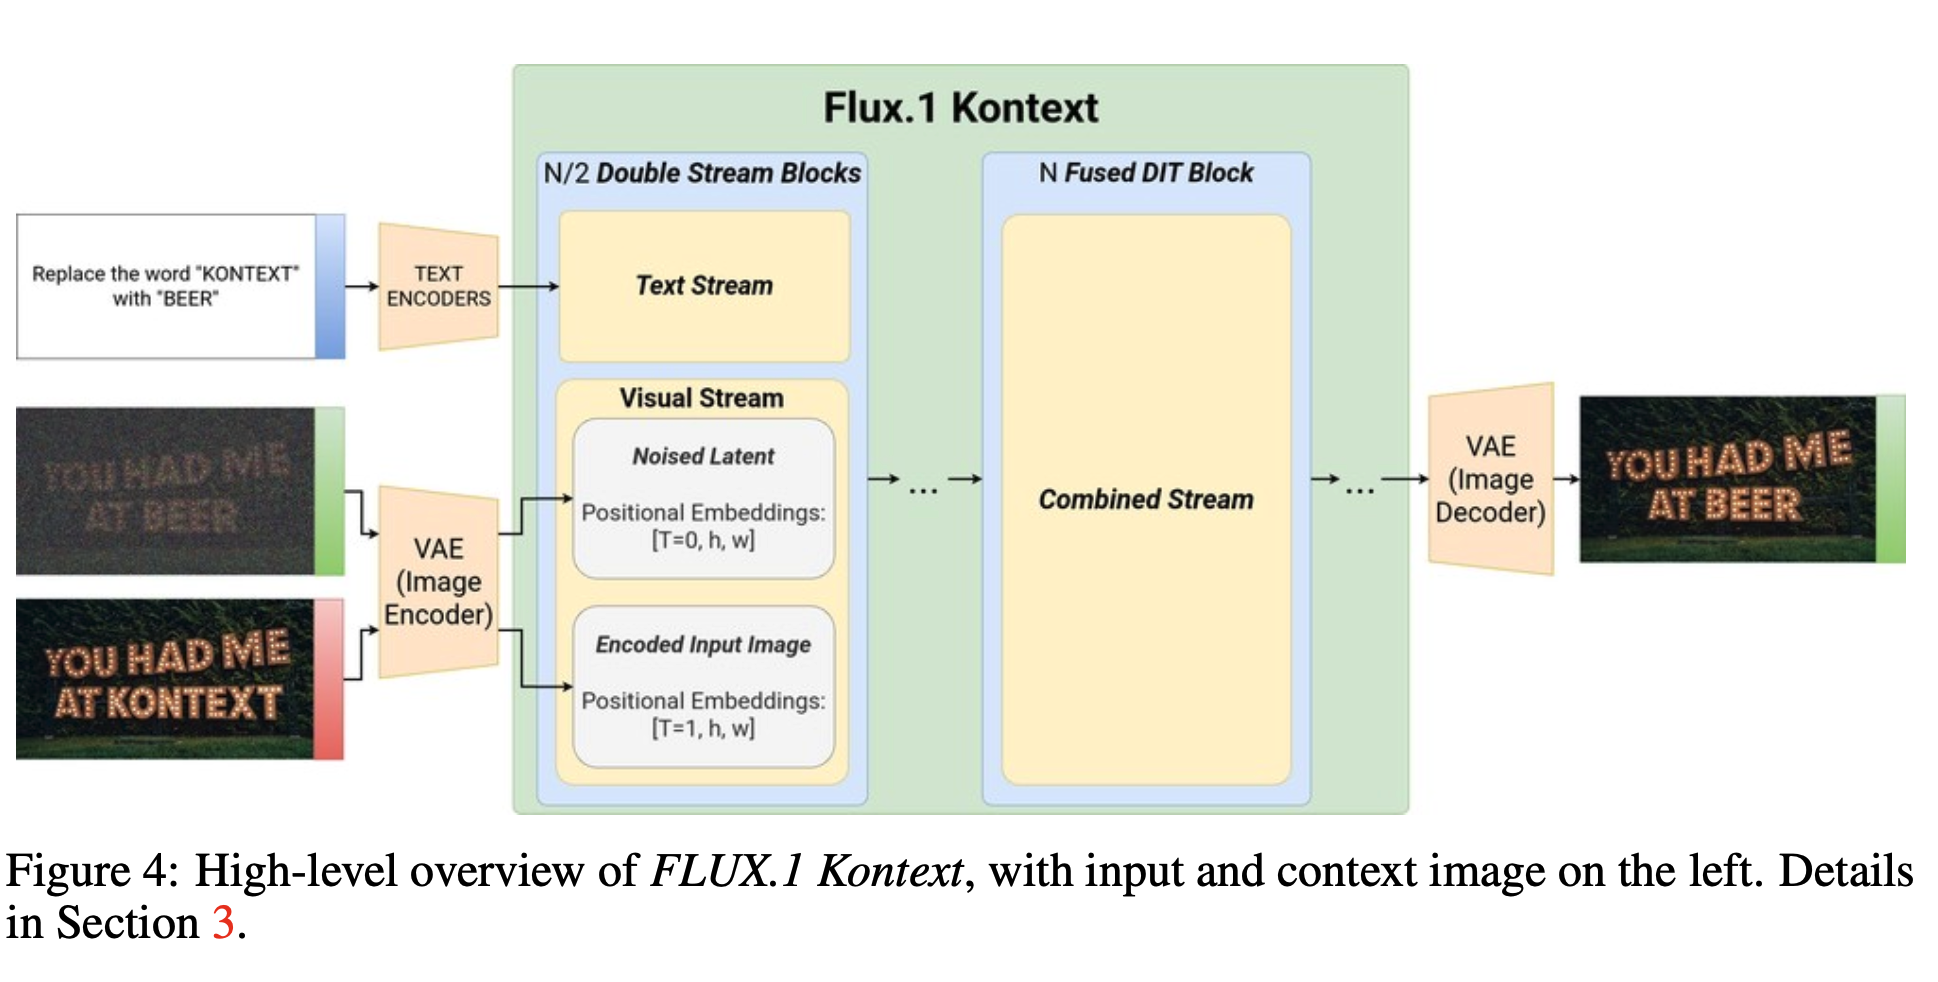 Flux.1 Kontext
N/2 Double Stream Blocks
N Fused DIT Block
Replace the word "KONTEXT"
with "BEER"
TEXT
ENCODERS
Text Stream
YOU HAD ME
AT BEER
YOU HAD ME
AT KONTEXT
VAE
(Image
Encoder)
Visual Stream
Noised Latent
Positional Embeddings:
[T=0, h, w]
Encoded Input Image
Positional Embeddings:
[T=1, h, w]
...
Combined Stream
...
VAE
(Image
Decoder)
YOU HAD ME
AT BEER
Figure 4: High-level overview of FLUX.1 Kontext, with input and context image on the left. Details
in Section 3.